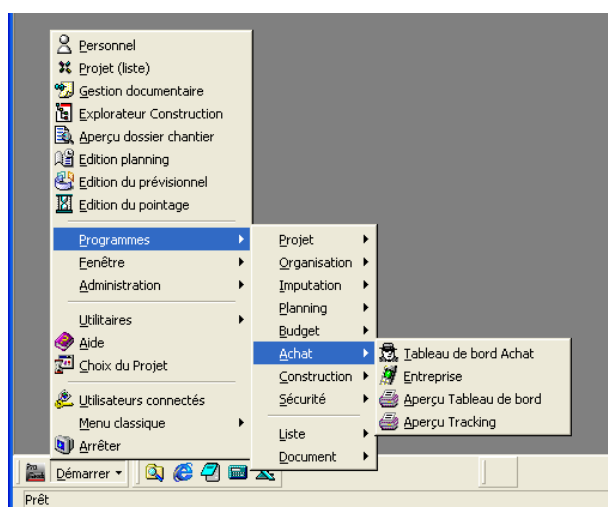 Personnel
Projet (liste)
Gestion documentaire
Explorateur Construction
Aperçu dossier chantier
Edition planning
Edition du prévisionnel
Edition du pointage
Programmes
Fenêtre
Administration
Utilitaires
Aide
Choix du Projet
Utilisateurs connectés
Menu classique
Arrêter
Projet
Organisation
Imputation
Planning
Budget
Achat
Construction
Sécurité
Liste
Document
Tableau de bord Achat
Entreprise
Aperçu Tableau de bord
Aperçu Tracking
Démarrer
Prêt